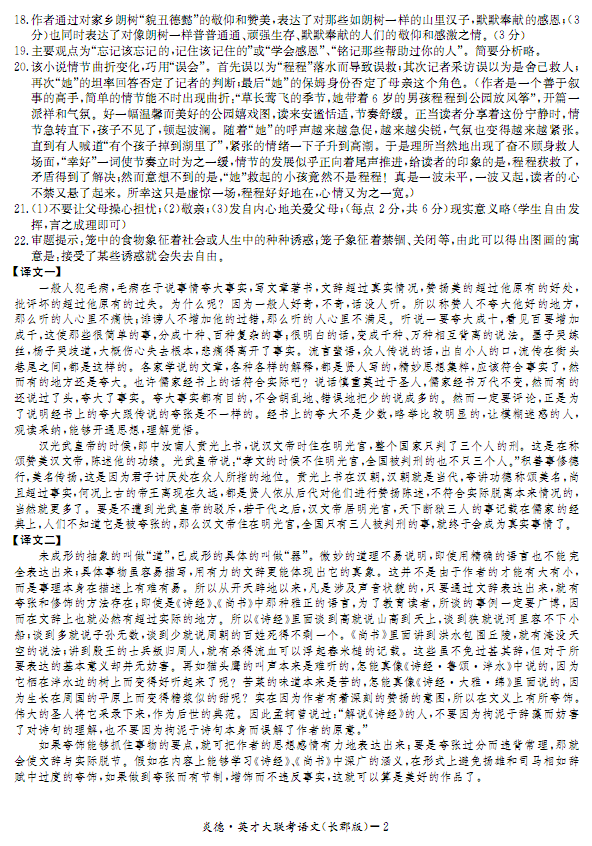 18.作者通过对家乡朗树“貌丑德懿”的敬仰和赞美,表达了对那些如朗树一样的山里汉子,默默奉献的感恩;(3
分)也同时表达了对像朗树一样普普通通、顽强生存、默默奉献的人们的敬仰和感激之情。(3 分)
19.主要观点为“忘记该忘记的,记住该记住的”或“学会感恩”、“铭记那些帮助过你的人”。简要分析略。
20.该小说情节曲折变化,巧用“误会”。首先误以为“程程”落水而导致误救;其次记者采访误以为是舍己救人;
再次“她”的坦率回答否定了记者的判断;最后“她”的保姆身份否定了母亲这个角色。(作者是一个善于叙
事的高手,简单的情节能不时出现曲折;“草长莺飞的季节,她带着 6 岁的男孩程程到公园放风筝”,开篇一
派祥和气氛。好一幅温馨而美好的公园嬉戏图,读来安谧恬适,节奏舒缓。正当读者分享着这份宁静时,情
节急转直下,孩子不见了,顿起波澜。随着“她”的呼声越来越急促,越来越尖锐,气氛也变得越来越紧张。
直到有人喊道“有个孩子掉到湖里了”,紧张的情绪一下子升到高潮。于是理所当然地出现了奋不顾身救人
场面,“幸好”一词使节奏立时为之一缓,情节的发展似乎正向着尾声推进,给读者的印象的是,程程获救了,
矛盾得到了解决;然而意想不到的是,“她”救起的小孩竟然不是程程!真是一波未平,一波又起,读者的心
不禁又悬了起来。所幸这只是虚惊一场,程程好好地在,心情又为之一宽。)
21.(1)不要让父母操心担忧;(2)敬亲;(3)发自内心地关爱父母;(每点 2 分,共 6 分)现实意义略(学生自由发
挥,言之成理即可)
22.审题提示:笼中的食物象征着社会或人生中的种种诱惑;笼子象征着禁锢、关闭等,由此可以得出图画的寓
意是:接受了某些诱惑就会失去自由。
【译文一】
一般人犯毛病,毛病在于说事情夸大事实,写文章著书,文辞超过真实情况,赞扬美的超过他原有的好处,
批评坏的超过他原有的过失。为什么呢?因为一般人好奇,不奇,话没人听。所以称赞人不夸大他好的地方,
那么听的人心里不痛快;诽谤人不增加他的过错,那么听的人心里不满足。听说一要夸大成十,看见百要增加
成千,这使那些很简单的事,分成十种、百种复杂的事;很明白的话,变成千种、万种相互背离的说法。墨子哭练
丝,杨子哭歧道,大概伤心失去根本,悲痛得离开了事实。流言蜚语,众人传说的话,出自小人的口,流传在街头
巷尾之间,都是这样的。各家学说的文章,各种各样的解释,都是贤人写的,精妙思想集粹,应该符合事实了,然
而有的地方还是夸大。也许儒家经书上的话符合实际吧?说话慎重莫过于圣人,儒家经书万代不变,然而有的
还说过了头,夸大了事实。夸大事实都有目的,不会胡乱地、错误地把少的说成多的。然而一定要评论,正是为
了说明经书上的夸大跟传说的夸张是不一样的。经书上的夸大不是少数,略举比较明显的,让模糊迷惑的人,
观读采纳,能够开通思想,理解觉悟。
汉光武皇帝的时候,郎中汝南人贲光上书,说汉文帝时住在明光宫,整个国家只判了三个人的刑。这是在称
颂赞美汉文帝,陈述他的功绩。光武皇帝说:“孝文的时候不住明光宫,全国被判刑的也不只三个人。”积善事修德
行,美名传扬,这是因为君子讨厌处在众人所指的地位。贲光上书在汉朝,汉朝就是当代,夸讲功德称颂美名,尚
且超过事实,何况上古的帝王离现在久远,都是贤人依从后代对他们进行赞扬陈述,不符合实际脱离本来情况的,
当然就更多了。要是不遭到光武皇帝的驳斥,若干代之后,汉文帝居明光宫,天下断狱三人的事记载在儒家的经
典上,人们不知道它是被夸张的,那么汉文帝住在明光宫,全国只有三人被判刑的事,就终于会成为真实事情了。
【译文二】
未成形的抽象的叫做“道”,已成形的具体的叫做“器”。微妙的道理不易说明,即使用精确的语言也不能完
全表达出来;具体事物虽容易描写,用有力的文辞更能体现出它的真象。这并不是由于作者的才能有大有小,
而是事理本身在描述上有难有易。所以从开天辟地以来,凡是涉及声音状貌的,只要通过文辞表达出来,就有
夸张和修饰的方法存在;即使是《诗经》、《尚书》中那种雅正的语言,为了教育读者,所谈的事例一定要广博,因
而在文辞上也就必然有超过实际的地方。所以《诗经》里面谈到高就说山高到天上,谈到狭就说河里容不下小
船;谈到多就说子孙无数,谈到少就说周朝的百姓死得不剩一个。《尚书》里面讲到洪水包围丘陵,就有淹没天
空的说法;讲到殷王的士兵叛归周人,就有杀得流血可以浮起舂米槌的记载。这些虽不免过甚其辞,但对于所
要表达的基本意义却并无妨害。再如猫头鹰的叫声本来是难听的,怎能真像《诗经·鲁颂·泮水》中说的,因为
它栖在泮水边的树上而变得好听起来了呢?苦菜的味道本来是苦的,怎能真像《诗经·大雅·绵》里面说的,因
为生长在周国的平原上而变得糖浆似的甜呢?实在因为作者有着深刻的赞扬的意图,所以在文义上有所夸饰。
伟大的圣人将它采录下来,作为后世的典范。因此孟轲曾说过:“解说《诗经》的人,不要因为拘泥于辞藻而妨害
了对诗句的理解,也不要因为拘泥于诗句本身而误解了作者的原意。”
如果夸饰能够抓住事物的要点,就可把作者的思想感情有力地表达出来;要是夸张过分而违背常理,那就
会使文辞与实际脱节。假如在内容上能够学习《诗经》、《尚书》中深广的涵义,在形式上避免扬雄和司马相如辞
赋中过度的夸饰,如果做到夸张而有节制,增饰而不违反事实,这就可以算是美好的作品了。
炎德·英才大联考语文(长郡版)－2